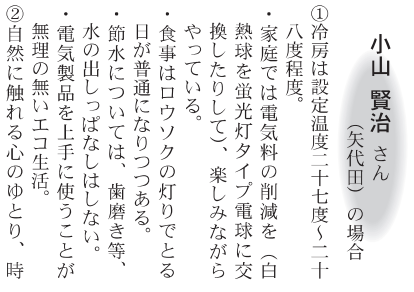 小山 賢治 さん
（矢代田）の場合
①冷房は設定温度二十七度～二十
八度程度。
・家庭では電気料の削減を（白
熱球を蛍光灯タイプ電球に交
換したりして）、楽しみながら
やっている。
・食事はロウソクの灯りでとる
日が普通になりつつある。
・節水については、歯磨き等、
水の出しっぱなしはしない。
・電気製品を上手に使うことが
無理の無いエコ生活。
②自然に触れる心のゆとり、時